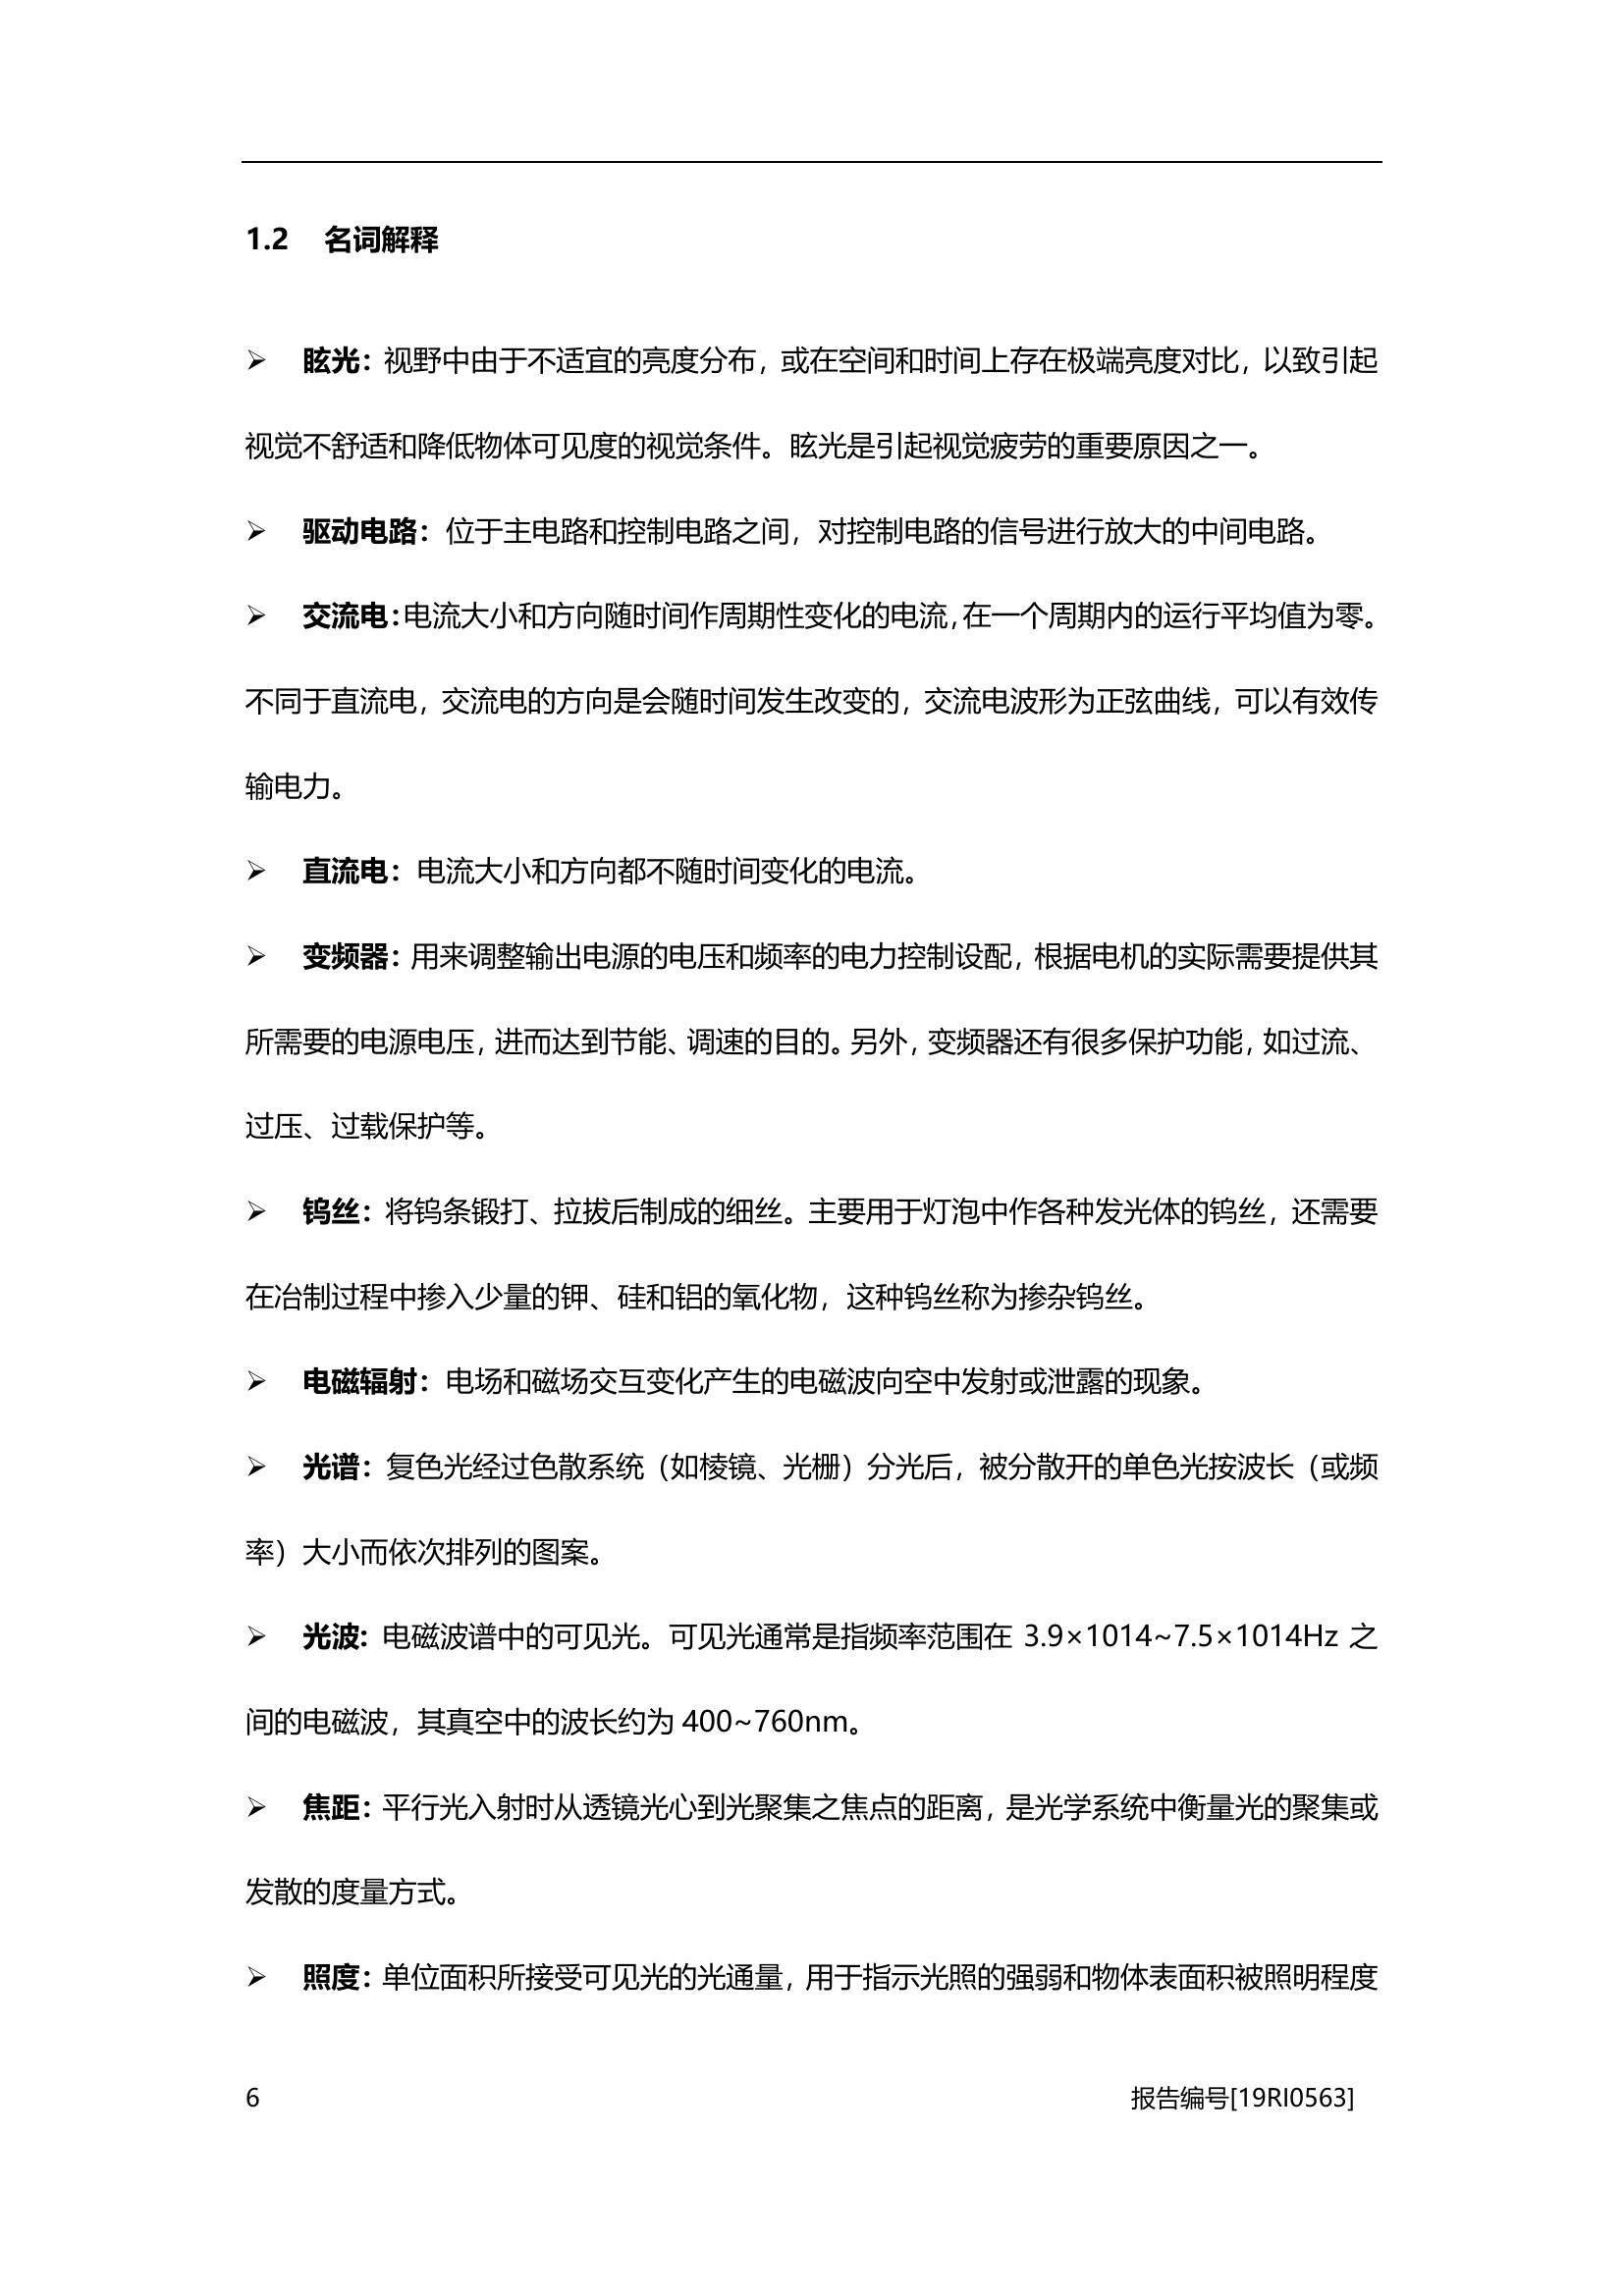 1.2 名词解释
➢ 眩光：视野中由于不适宜的亮度分布，或在空间和时间上存在极端亮度对比，以致引起
视觉不舒适和降低物体可见度的视觉条件。眩光是引起视觉疲劳的重要原因之一。
➢ 驱动电路：位于主电路和控制电路之间，对控制电路的信号进行放大的中间电路。
➢ 交流电：电流大小和方向随时间作周期性变化的电流，在一个周期内的运行平均值为零。
不同于直流电，交流电的方向是会随时间发生改变的，交流电波形为正弦曲线，可以有效传
输电力。
➢ 直流电：电流大小和方向都不随时间变化的电流。
➢ 变频器：用来调整输出电源的电压和频率的电力控制设配，根据电机的实际需要提供其
所需要的电源电压，进而达到节能、调速的目的。另外，变频器还有很多保护功能，如过流、
过压、过载保护等。
➢ 钨丝：将钨条锻打、拉拔后制成的细丝。主要用于灯泡中作各种发光体的钨丝，还需要
在冶制过程中掺入少量的钾、硅和铝的氧化物，这种钨丝称为掺杂钨丝。
➢ 电磁辐射：电场和磁场交互变化产生的电磁波向空中发射或泄露的现象。
➢ 光谱：复色光经过色散系统（如棱镜、光栅）分光后，被分散开的单色光按波长（或频
率）大小而依次排列的图案。
➢ 光波：电磁波谱中的可见光。可见光通常是指频率范围在 3.9×1014~7.5×1014Hz 之
间的电磁波，其真空中的波长约为 400~760nm。
➢ 焦距：平行光入射时从透镜光心到光聚集之焦点的距离，是光学系统中衡量光的聚集或
发散的度量方式。
➢ 照度：单位面积所接受可见光的光通量，用于指示光照的强弱和物体表面积被照明程度
6 报告编号[19RI0563]